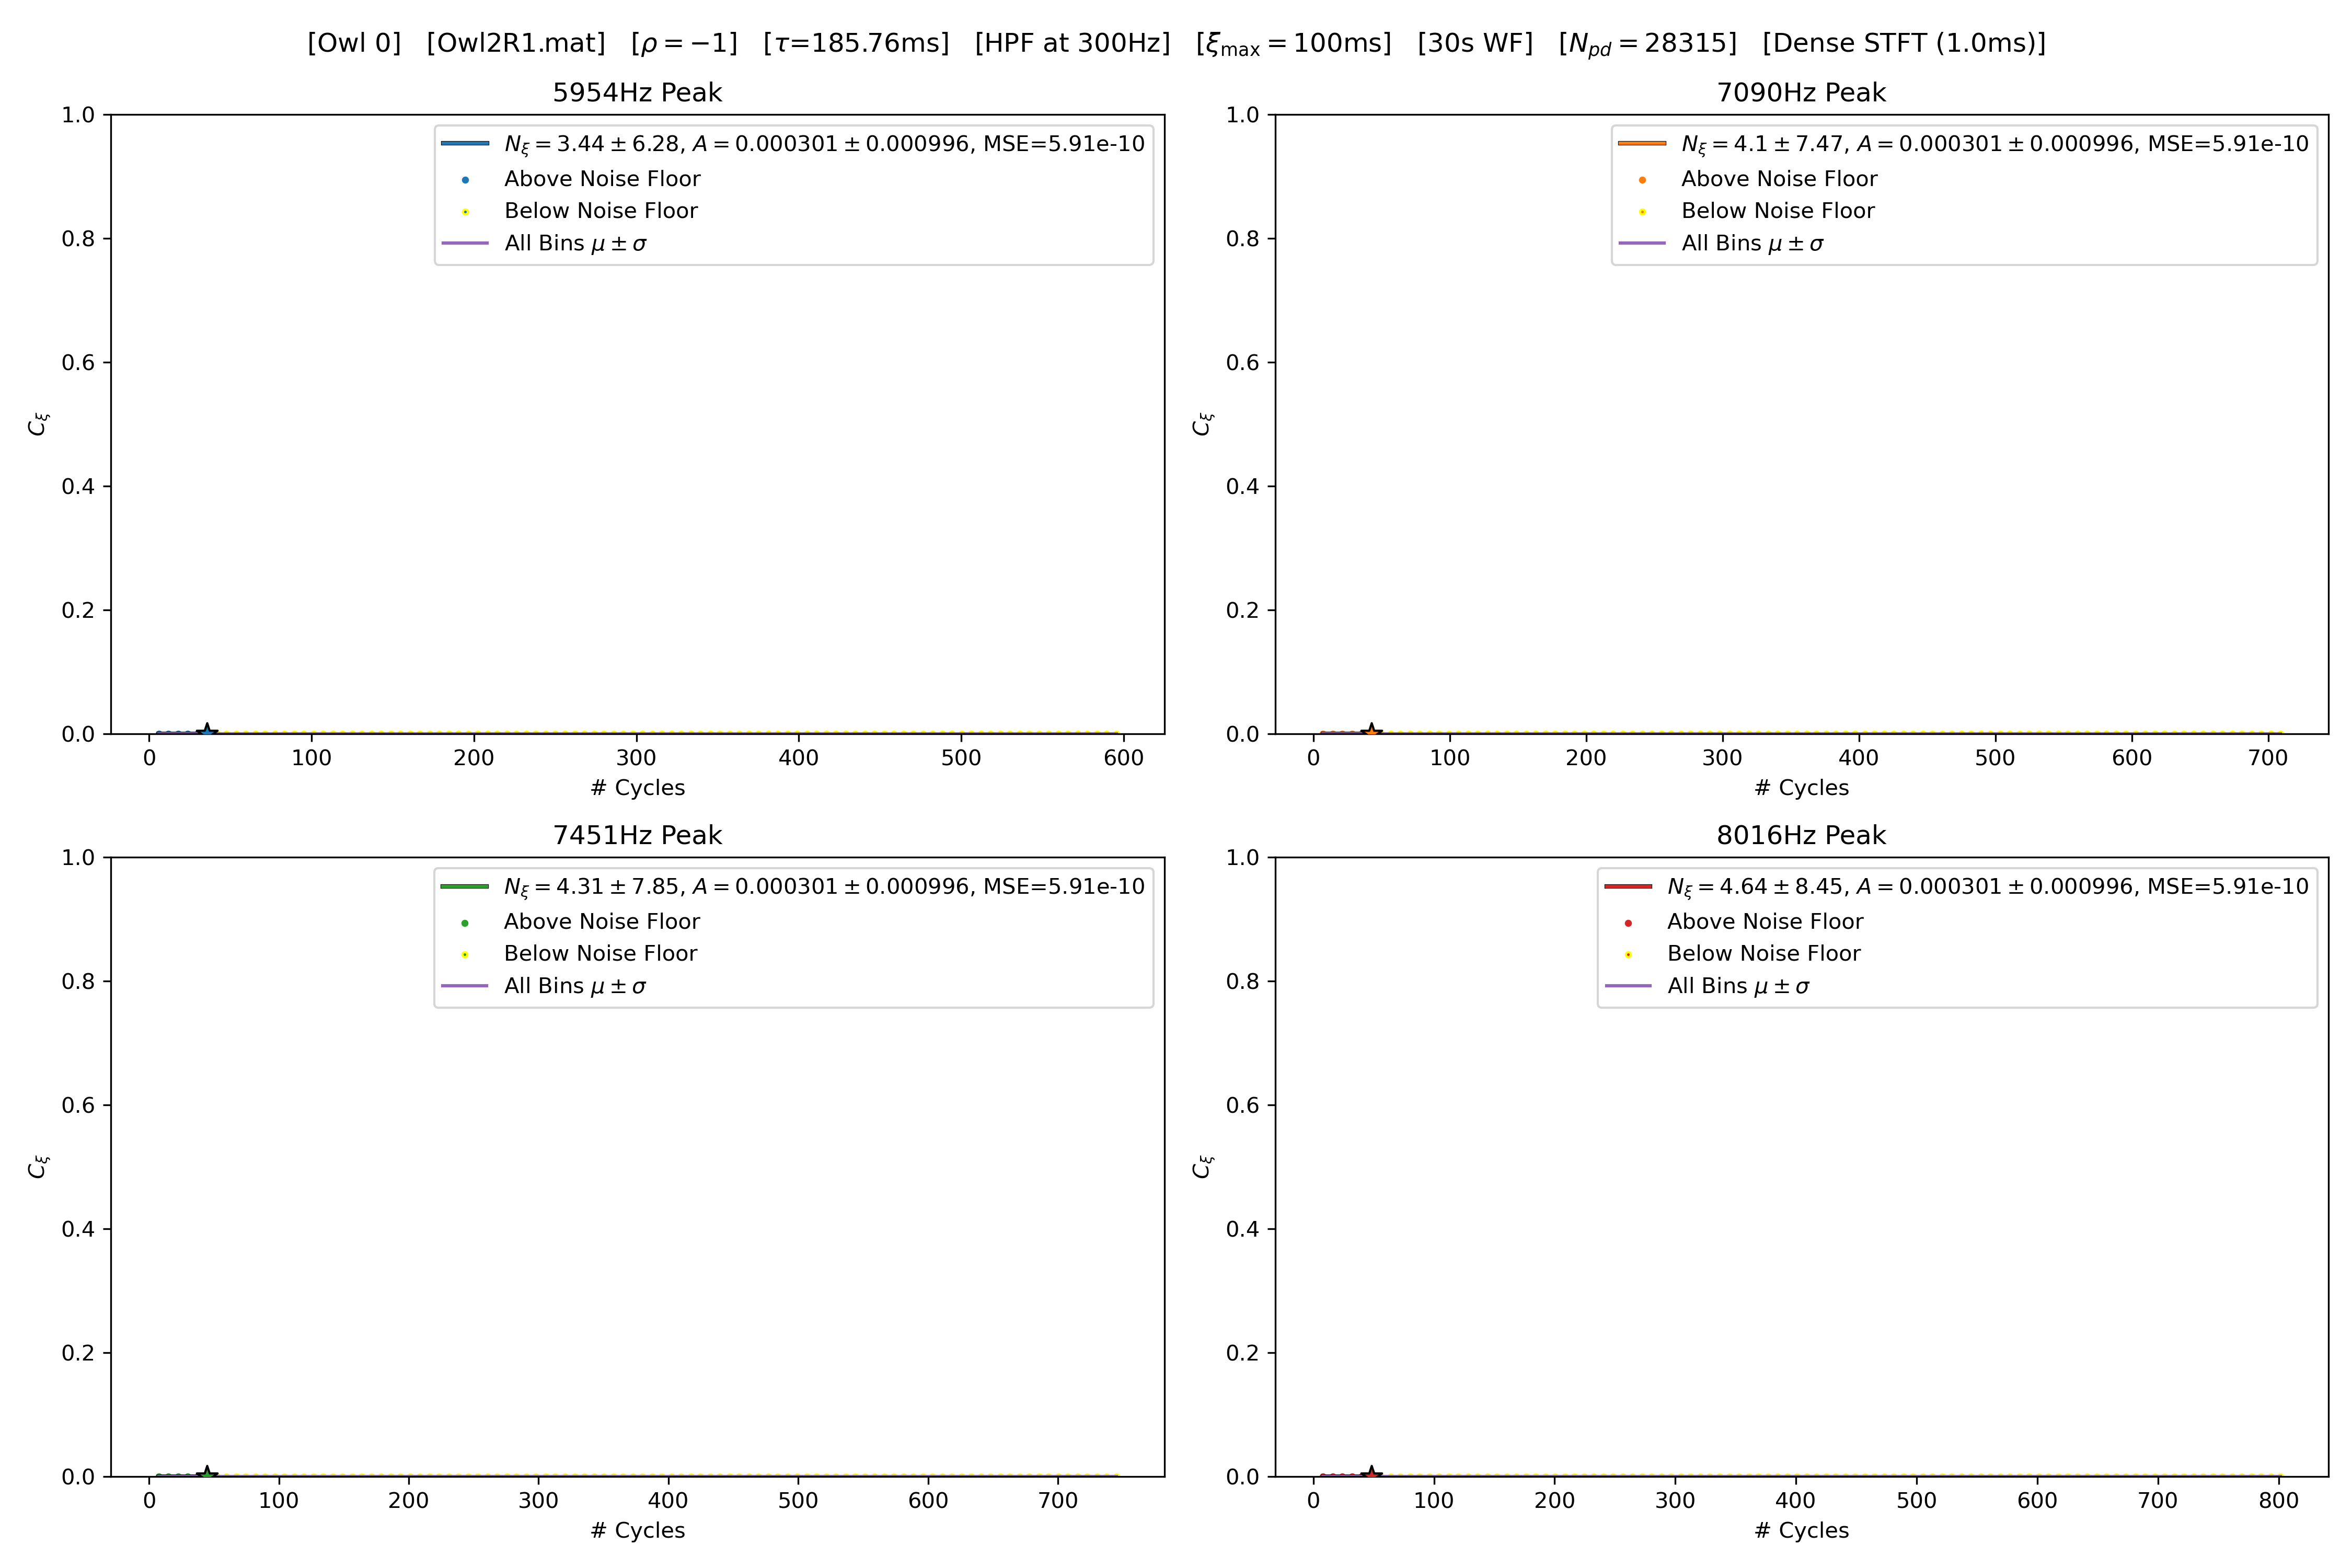 [Owl 0] [Owl2R1.mat] [ρ = −1] [τ=185.76ms] [HPF at 300Hz] [ξmax = 100ms] [30s WF] [Npd = 28315] [Dense STFT (1.0ms)]
5954Hz Peak
Nξ = 3.44 ± 6.28, A = 0.000301 ± 0.000996, MSE=5.91e-10
Above Noise Floor
Below Noise Floor
All Bins μ ± σ
1.0
0.8
0.6
0.4
0.2
0.0
Cξ
0 100 200 300 400 500 600
# Cycles
7090Hz Peak
Nξ = 4.1 ± 7.47, A = 0.000301 ± 0.000996, MSE=5.91e-10
Above Noise Floor
Below Noise Floor
All Bins μ ± σ
1.0
0.8
0.6
0.4
0.2
0.0
Cξ
0 100 200 300 400 500 600 700
# Cycles
7451Hz Peak
Nξ = 4.31 ± 7.85, A = 0.000301 ± 0.000996, MSE=5.91e-10
Above Noise Floor
Below Noise Floor
All Bins μ ± σ
1.0
0.8
0.6
0.4
0.2
0.0
Cξ
0 100 200 300 400 500 600 700
# Cycles
8016Hz Peak
Nξ = 4.64 ± 8.45, A = 0.000301 ± 0.000996, MSE=5.91e-10
Above Noise Floor
Below Noise Floor
All Bins μ ± σ
1.0
0.8
0.6
0.4
0.2
0.0
Cξ
0 100 200 300 400 500 600 700 800
# Cycles